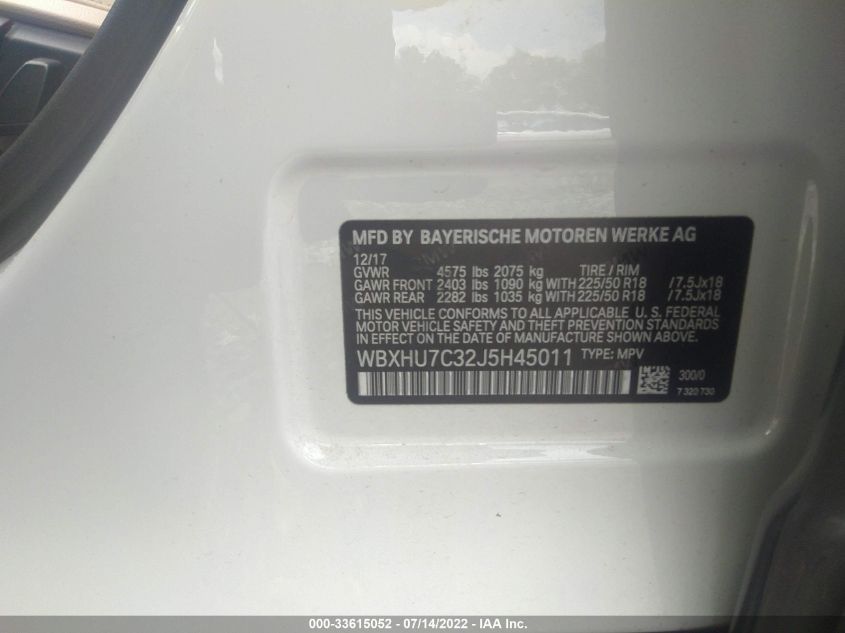 MFD BY BAYERISCHE MOTOREN WERKE AG
12/17
GVWR 4575 lbs 2075 kg TIRE / RIM
GAWR FRONT 2403 lbs 1090 kg WITH 225/50 R18 /7.5Jx18
GAWR REAR 2282 lbs 1035 kg WITH 225/50 R18 /7.5Jx18
THIS VEHICLE CONFORMS TO ALL APPLICABLE U. S. FEDERAL
MOTOR VEHICLE SAFETY, BUMPER, AND THEFT PREVENTION
IN EFFECT ON THE DATE OF MANUFACTURE SHOWN ABOVE.
WBXHU7C32J5H45011 TYPE: MPV
300/0
7 320 730
000-33615052 - 07/14/2022 - IAA Inc.